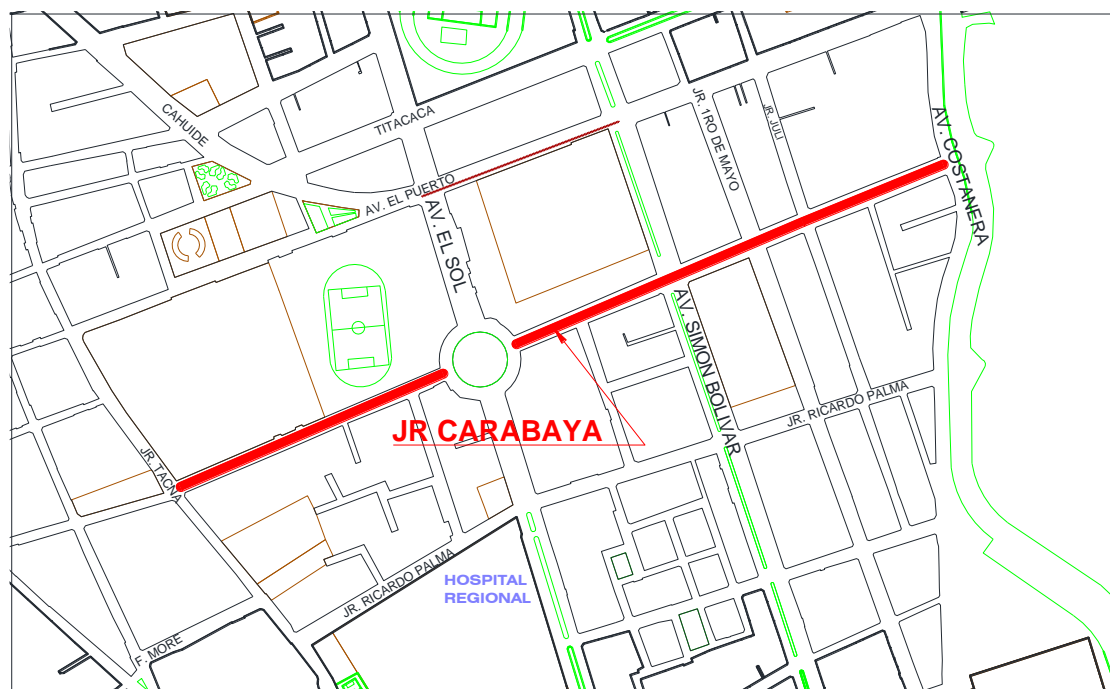 CAHUIDE
TITACACA
JR. 1RO DE MAYO
JR. JULI
AV. COSTANERA
AV. EL PUERTO
AV. EL SOL
AV. SIMON BOLIVAR
JR CARABAYA
JR. RICARDO PALMA
JR. TACNA
JR. RICARDO PALMA
HOSPITAL
REGIONAL
F. MORE